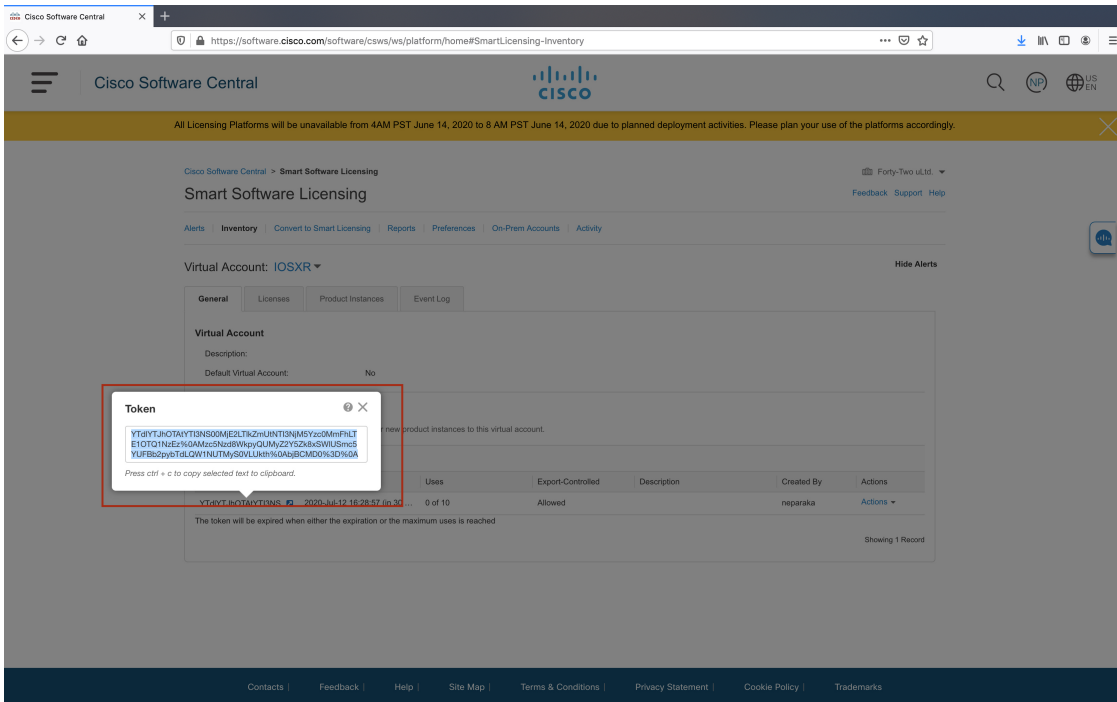 Cisco Software Central
https://software.cisco.com/software/csws/ws/platform/home#SmartLicensing-Inventory
Cisco Software Central
CISCO
NP
US
EN
All Licensing Platforms will be unavailable from 4AM PST June 14, 2020 to 8 AM PST June 14, 2020 due to planned deployment activities. Please plan your use of the platforms accordingly.
Cisco Software Central > Smart Software Licensing
Forty-Two uLtd.
Smart Software Licensing
Feedback Support Help
Alerts | Inventory | Convert to Smart Licensing | Reports | Preferences | On-Prem Accounts | Activity
Virtual Account: IOSXR
Hide Alerts
General Licenses Product Instances Event Log
Virtual Account
Description:
Default Virtual Account: No
Token
new product instances to this virtual account.
YTdlYTJhOTAtYTI3NS00MjE2LTlkZmUtNTI3NjM5Yzc0MmFhLT
E1OTQ1NzEz%0AMzc5Nzd8WkpyQUMyZ2Y5Zk8xSWlUSmc5
YUFBb2pybTdLQW1NUTMyS0VLUkth%0AbjBCMD0%3D%0A
Press ctrl + c to copy selected text to clipboard.
Uses Export-Controlled Description Created By Actions
YTdlYTJhOTAtYTI3NS 2020-Jul-12 16:28:57 (in 30 ... 0 of 10 Allowed neparaka Actions
The token will be expired when either the expiration or the maximum uses is reached
Showing 1 Record
Contacts | Feedback | Help | Site Map | Terms & Conditions | Privacy Statement | Cookie Policy | Trademarks